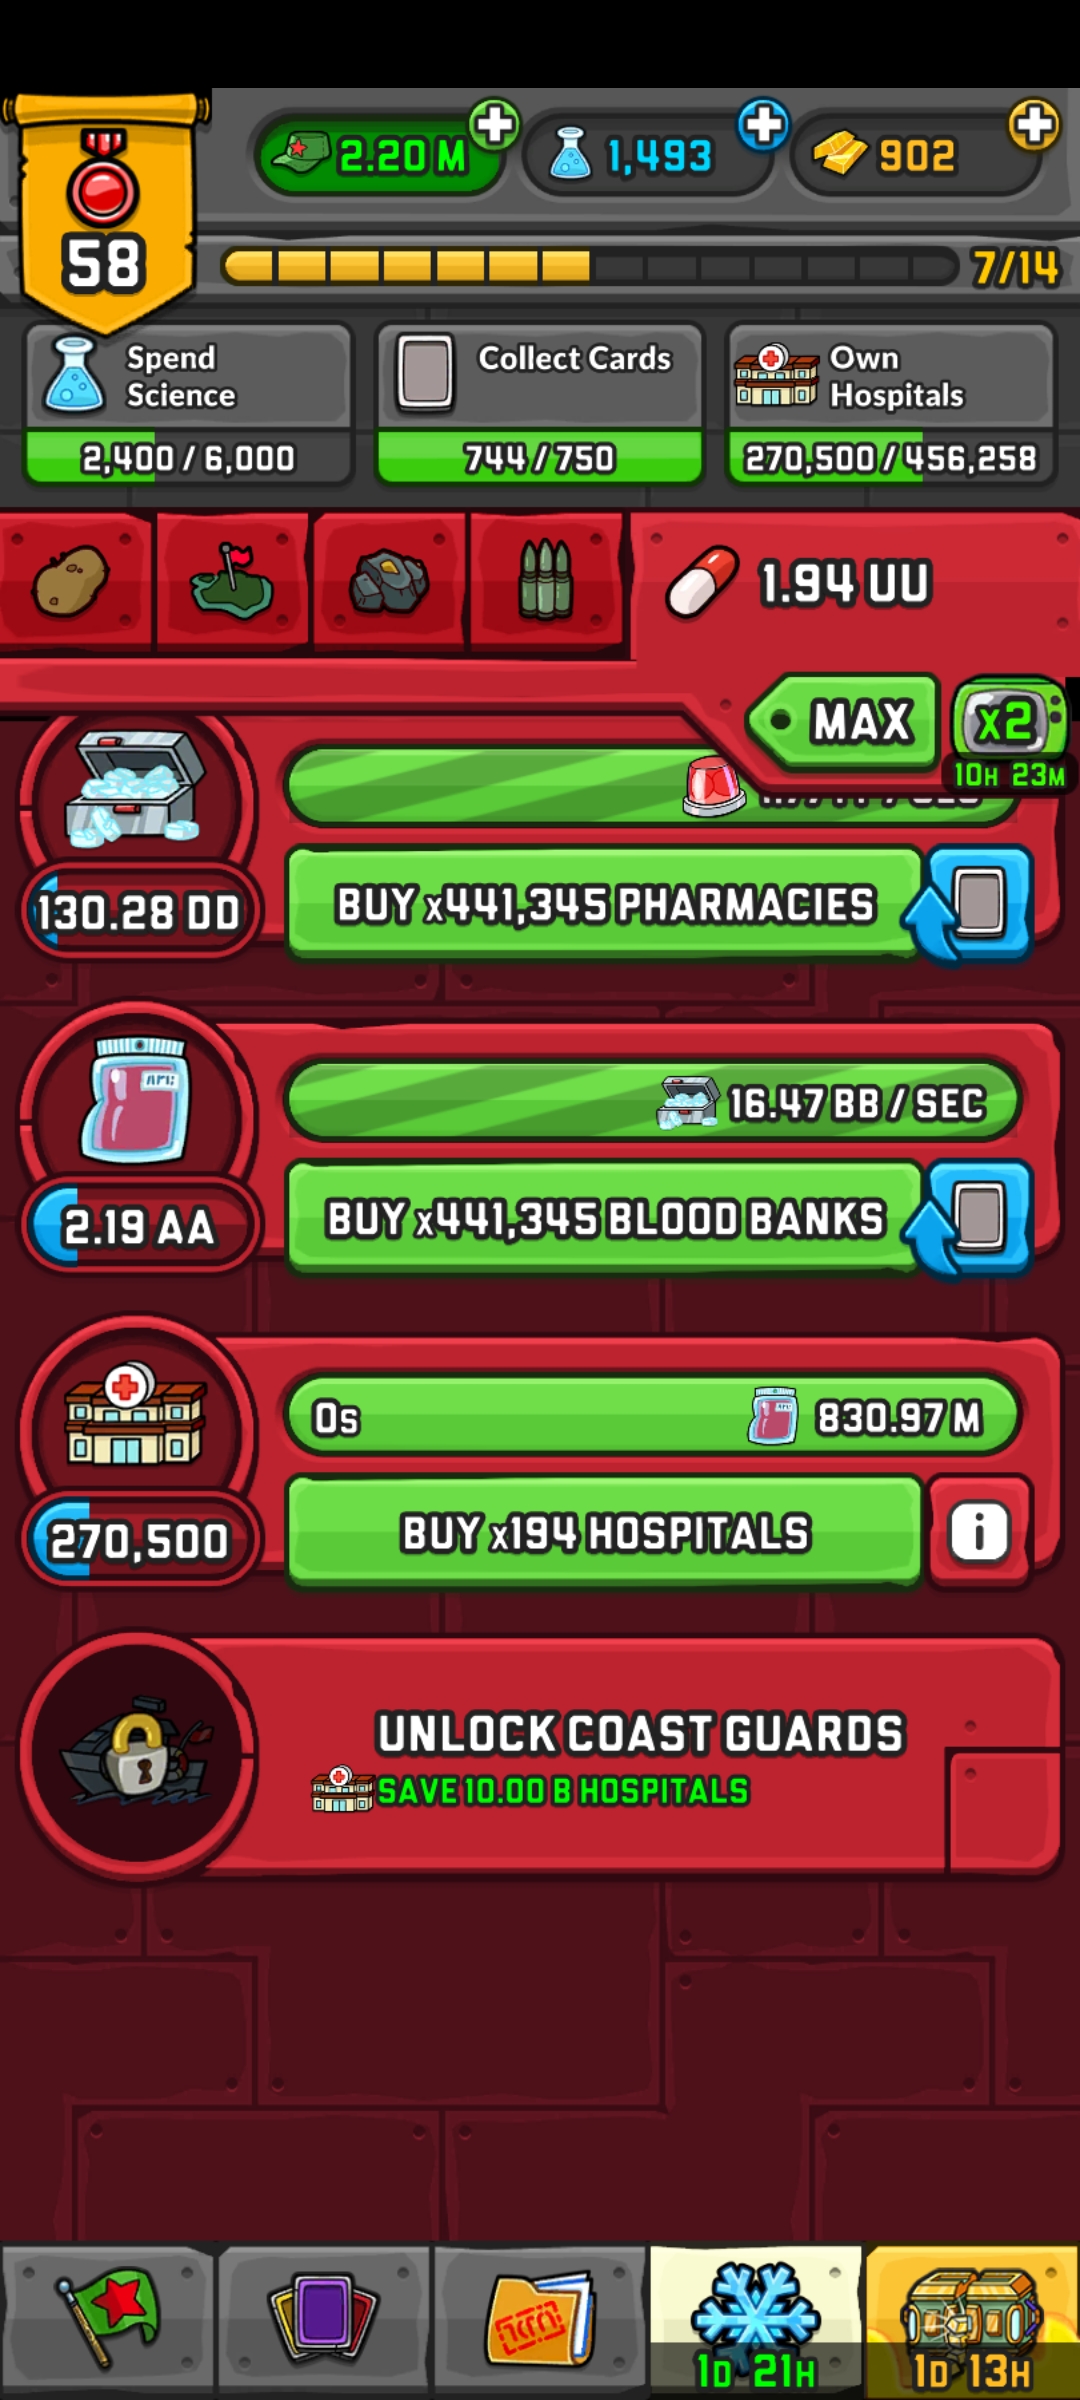 58
2.20 M
1,493
902
7/14
Spend
Science
2,400 / 6,000
Collect Cards
744 / 750
Own
Hospitals
270,500 / 456,258
1.94 UU
MAX
x2
10H 23M
130.28 DD
BUY x441,345 PHARMACIES
2.19 AA
16.47 BB / SEC
BUY x441,345 BLOOD BANKS
0s
830.97 M
270,500
BUY x194 HOSPITALS
i
UNLOCK COAST GUARDS
SAVE 10.00 B HOSPITALS
1D 21H
1D 13H